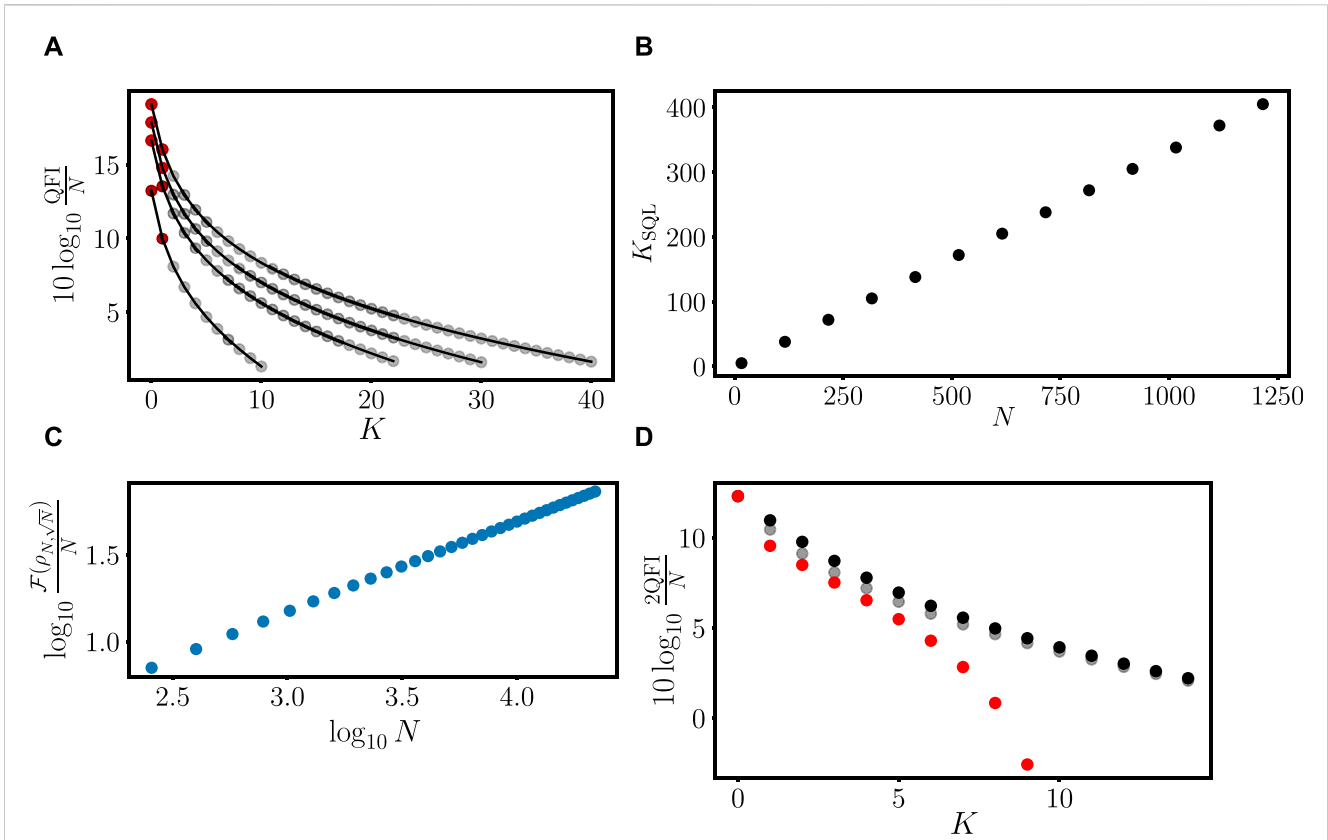 A
10 log₁₀ QFI/N
15
10
5
0 10 20 30 40
K
B
K_SQL
400
300
200
100
0
0 250 500 750 1000 1250
N
C
log₁₀ 𝓕(ρ_{N,√N})/N
1.5
1.0
2.5 3.0 3.5 4.0
log₁₀ N
D
10 log₁₀ 2QFI/N
10
5
0
0 5 10
K